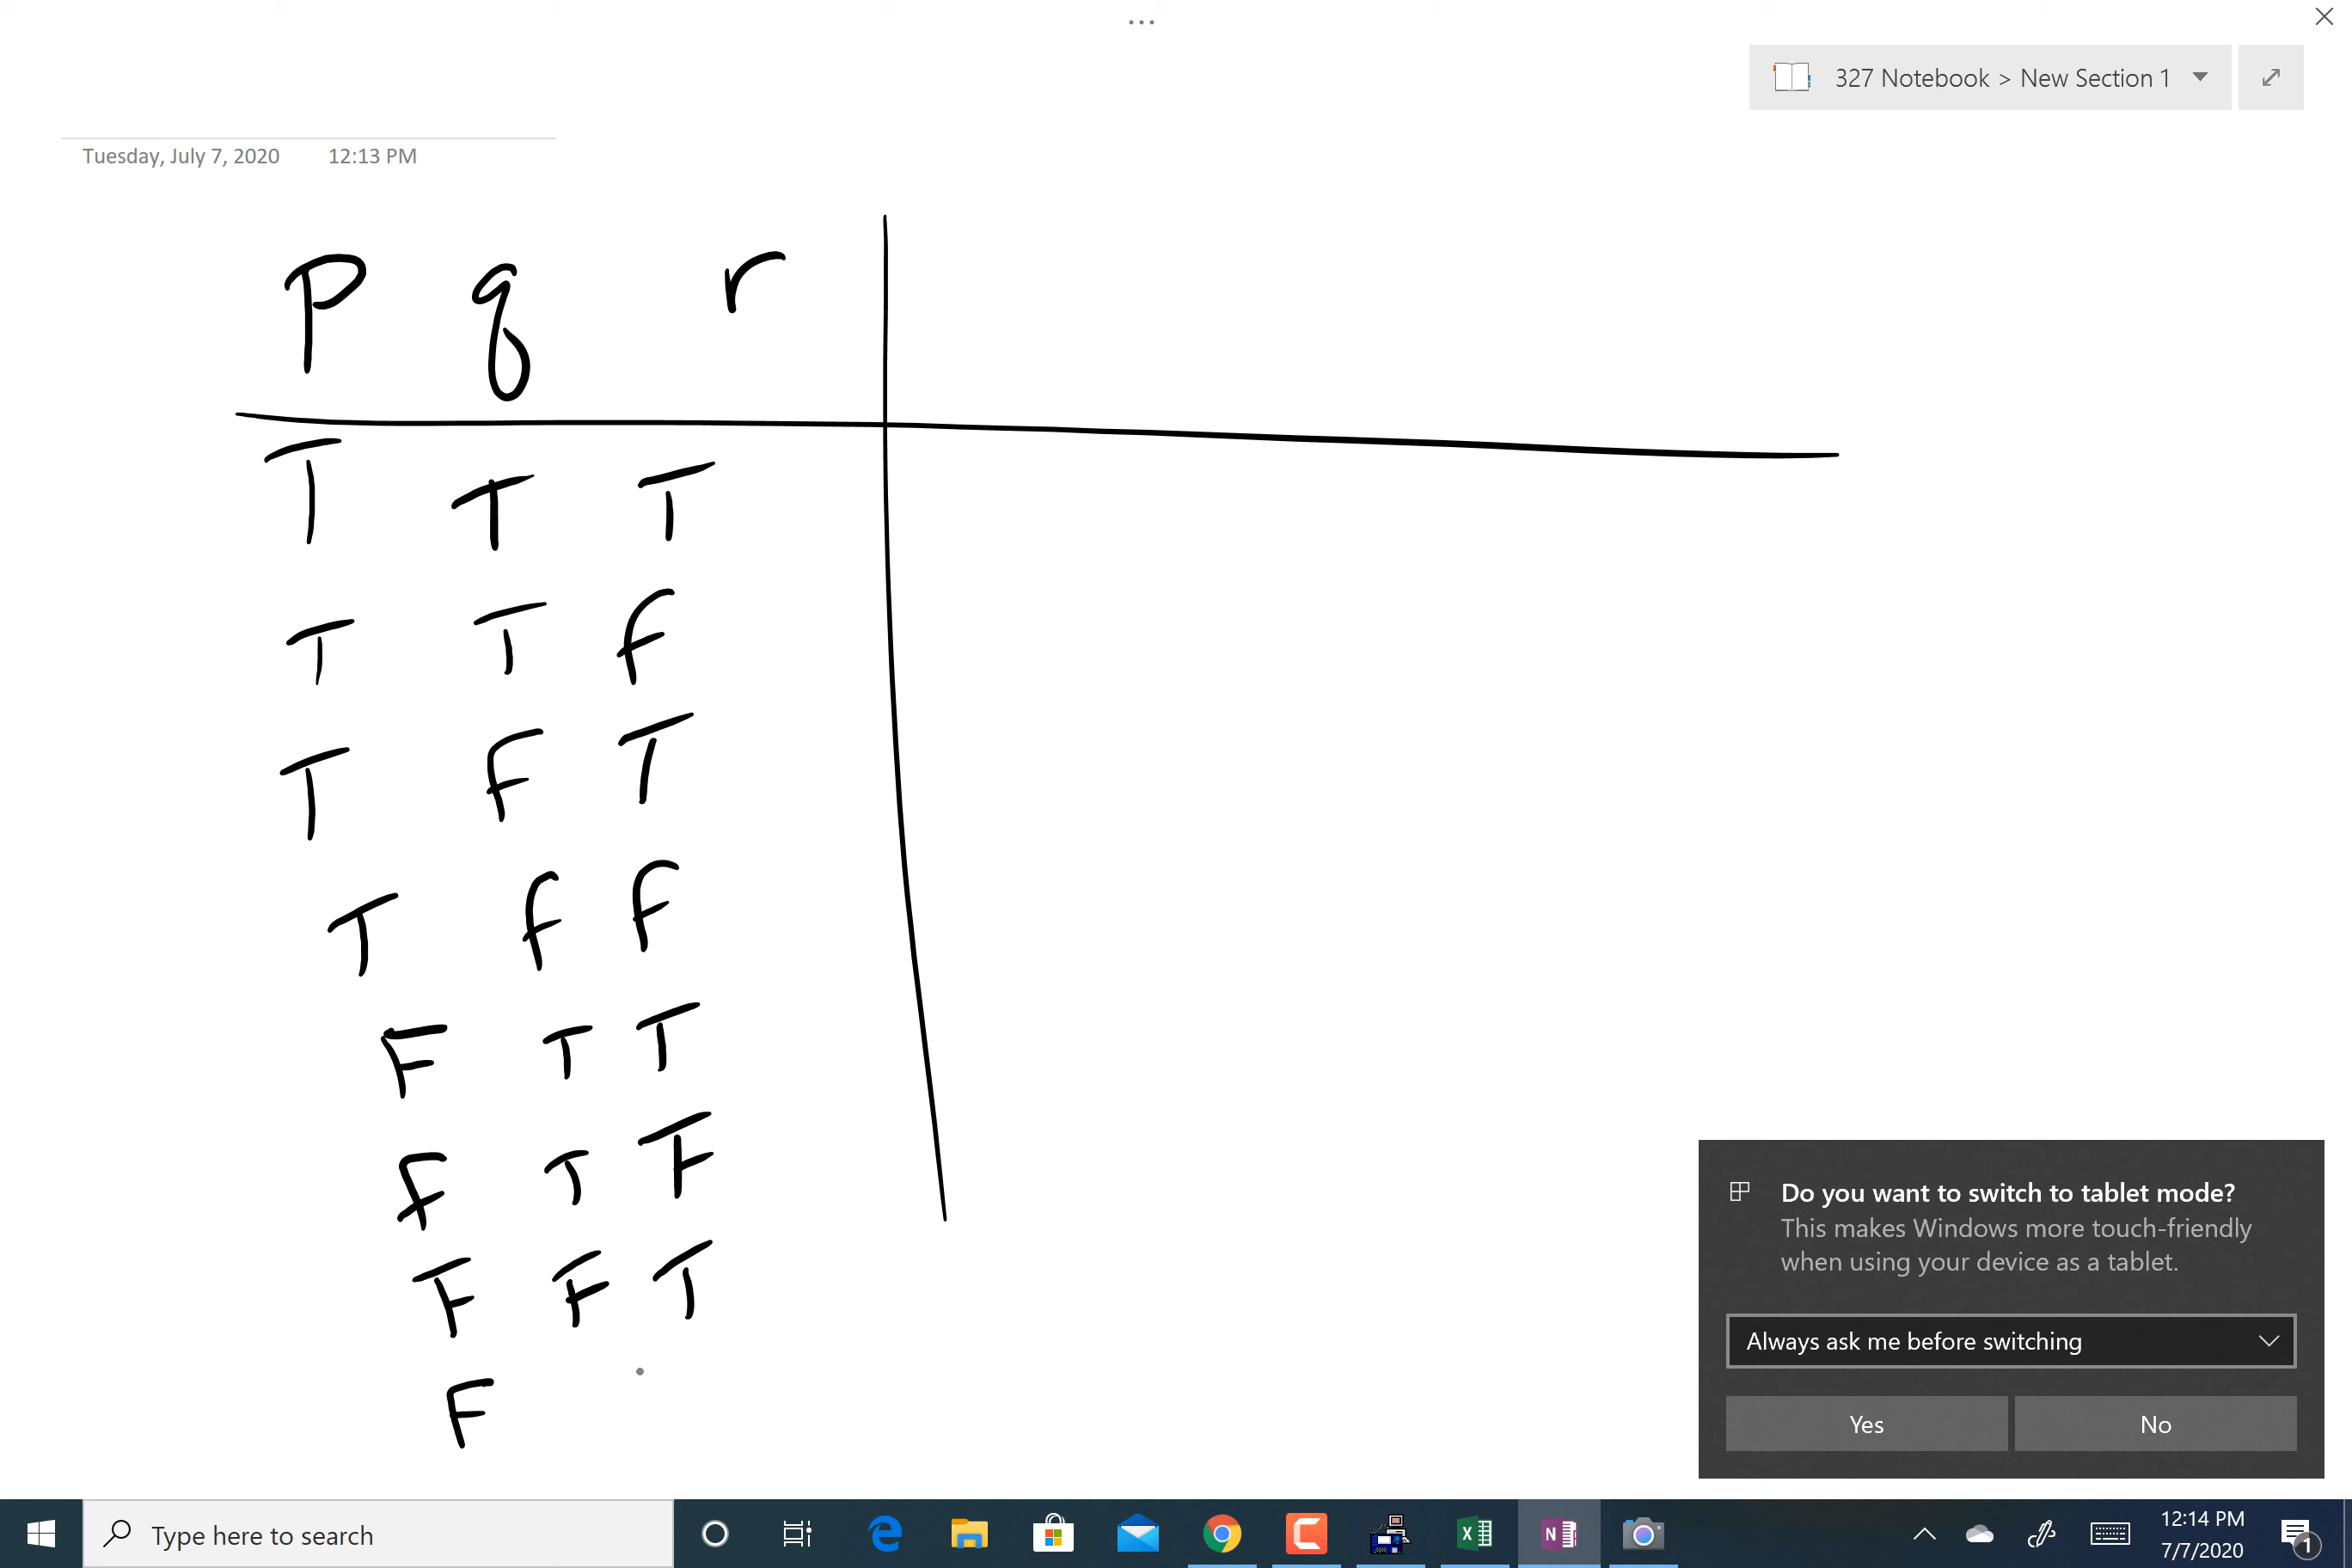 ...
327 Notebook > New Section 1
Tuesday, July 7, 2020 12:13 PM
P q r
T T T
T T F
T F T
T F F
F T T
F T F
F F T
F
Do you want to switch to tablet mode?
This makes Windows more touch-friendly
when using your device as a tablet.
Always ask me before switching
Yes No
Type here to search
12:14 PM
7/7/2020
1